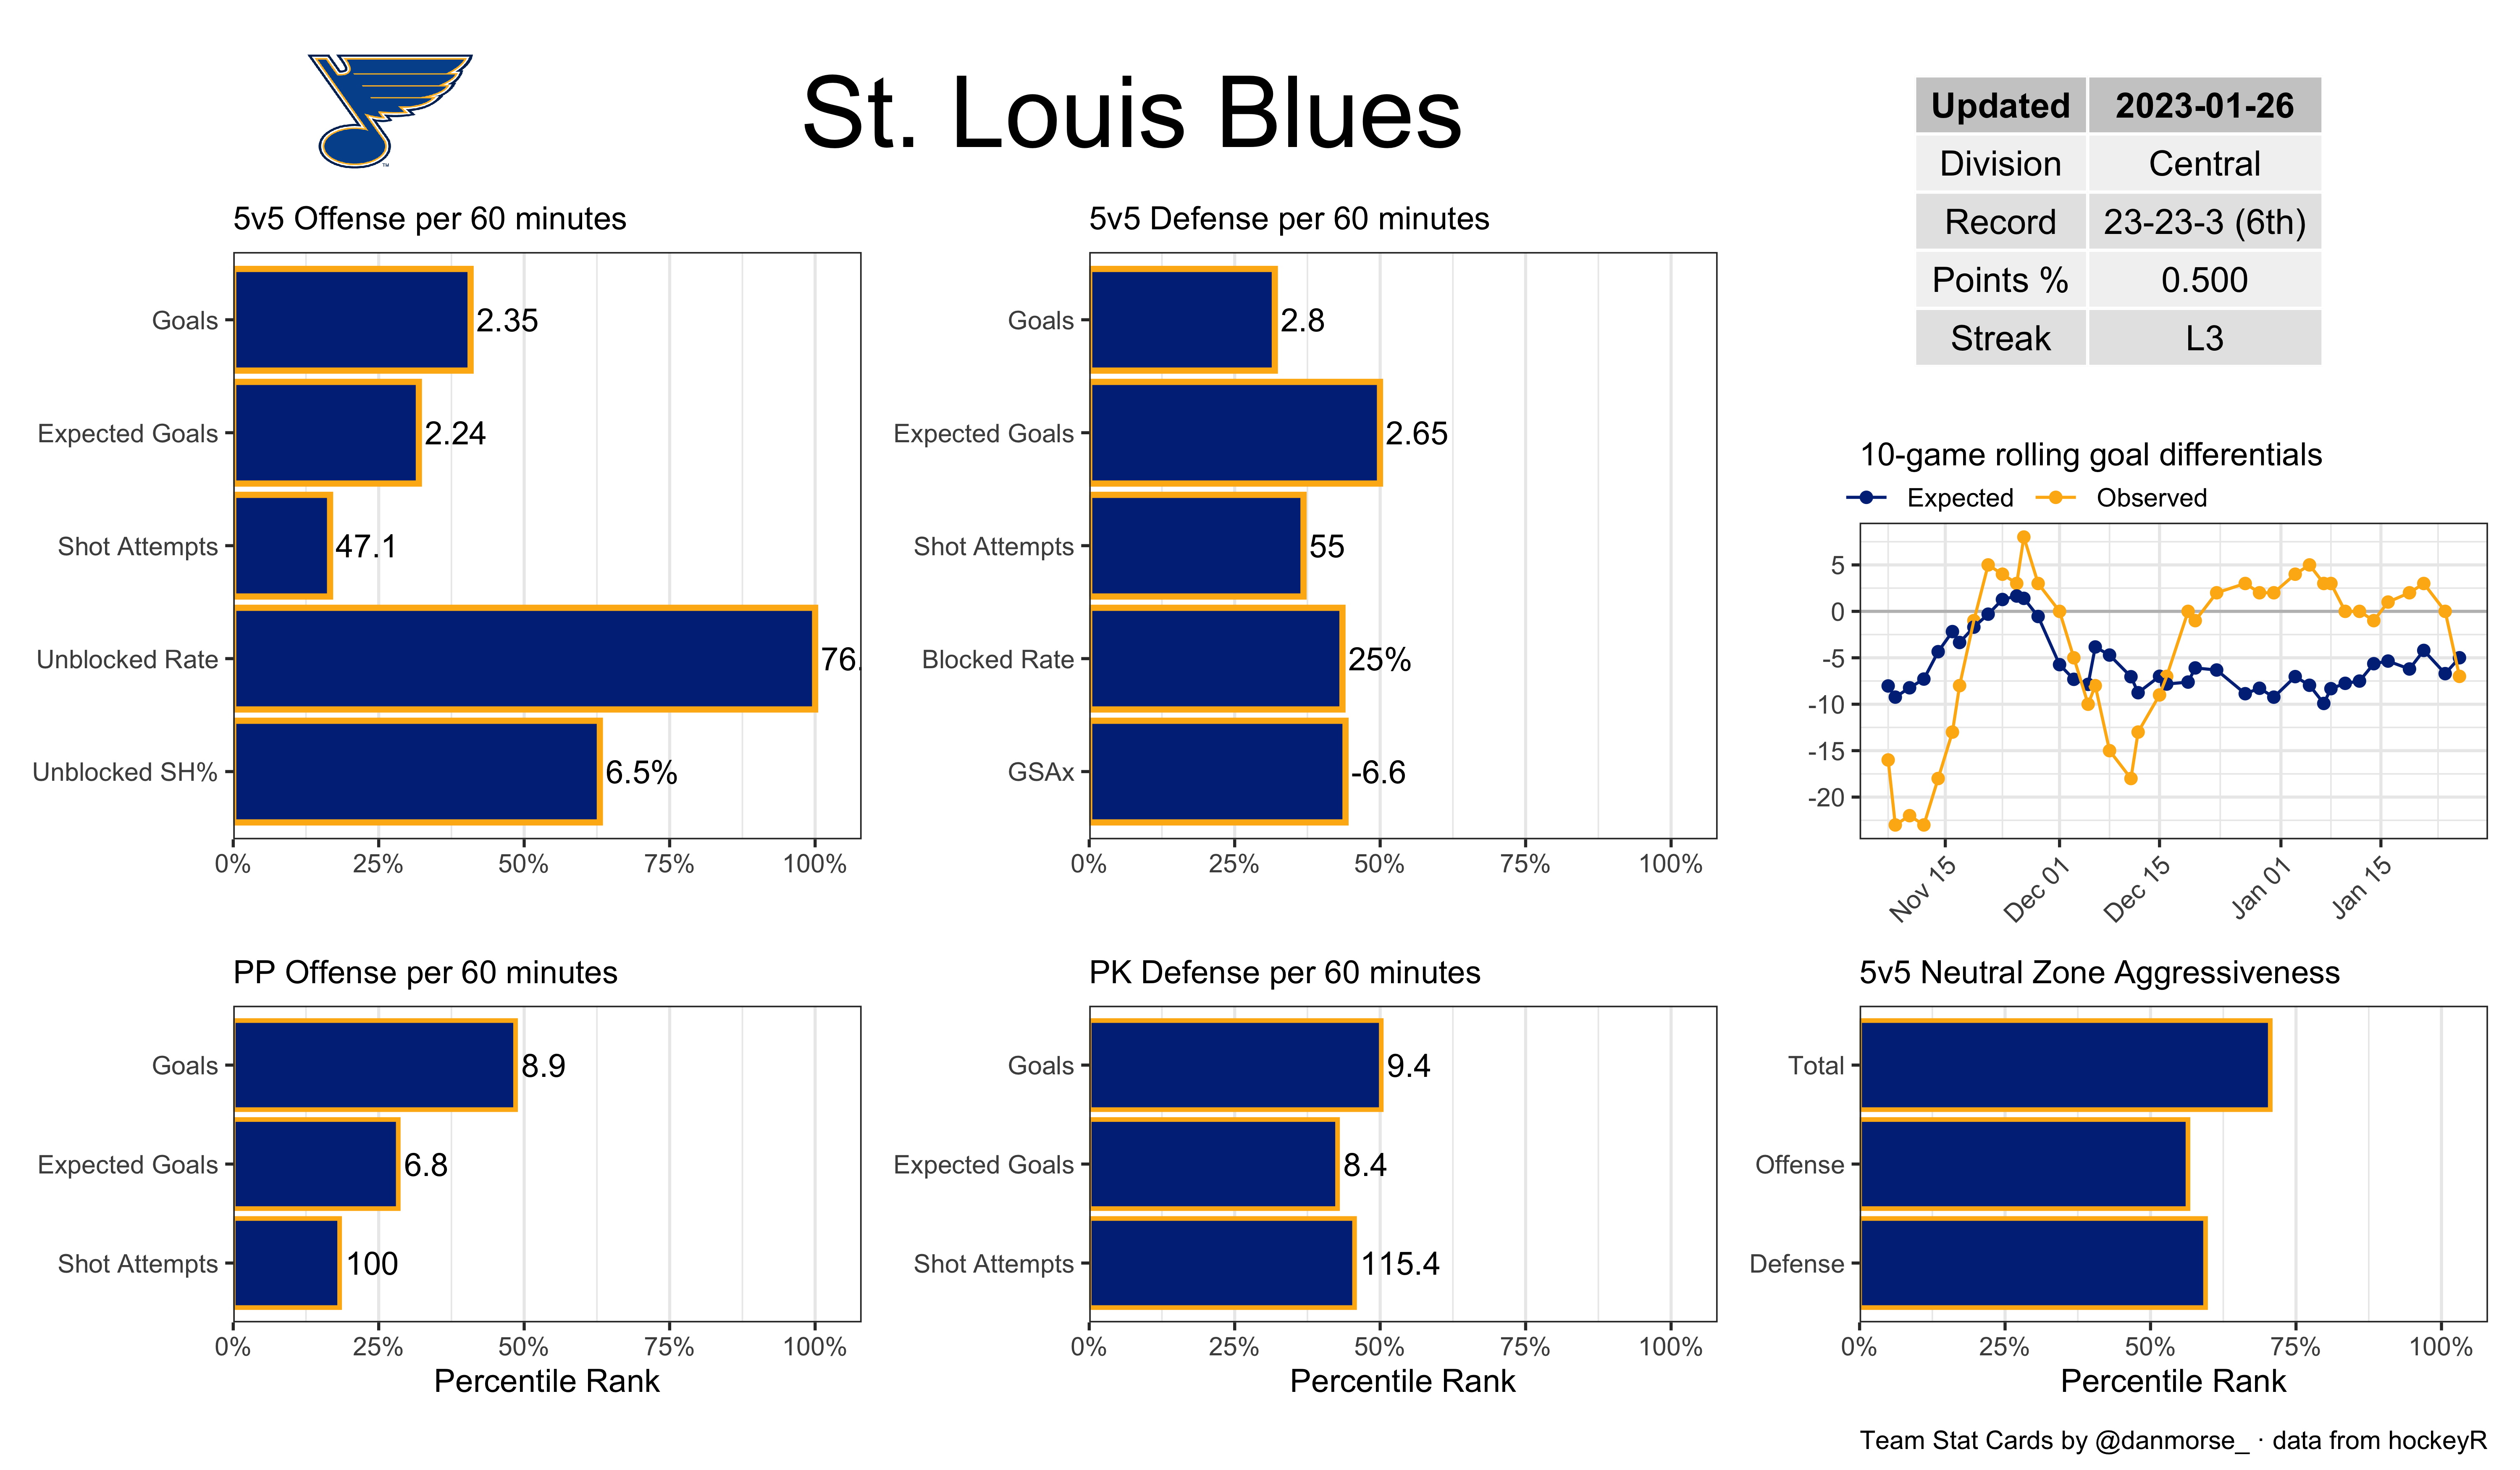 St. Louis Blues
Updated 2023-01-26
Division Central
Record 23-23-3 (6th)
Points % 0.500
Streak L3
5v5 Offense per 60 minutes
Goals 2.35
Expected Goals 2.24
Shot Attempts 47.1
Unblocked Rate 76.
Unblocked SH% 6.5%
0% 25% 50% 75% 100%
5v5 Defense per 60 minutes
Goals 2.8
Expected Goals 2.65
Shot Attempts 55
Blocked Rate 25%
GSAx -6.6
0% 25% 50% 75% 100%
10-game rolling goal differentials
Expected Observed
5
0
-5
-10
-15
-20
Nov 15 Dec 01 Dec 15 Jan 01 Jan 15
PP Offense per 60 minutes
Goals 8.9
Expected Goals 6.8
Shot Attempts 100
0% 25% 50% 75% 100%
Percentile Rank
PK Defense per 60 minutes
Goals 9.4
Expected Goals 8.4
Shot Attempts 115.4
0% 25% 50% 75% 100%
Percentile Rank
5v5 Neutral Zone Aggressiveness
Total
Offense
Defense
0% 25% 50% 75% 100%
Percentile Rank
Team Stat Cards by @danmorse_ · data from hockeyR